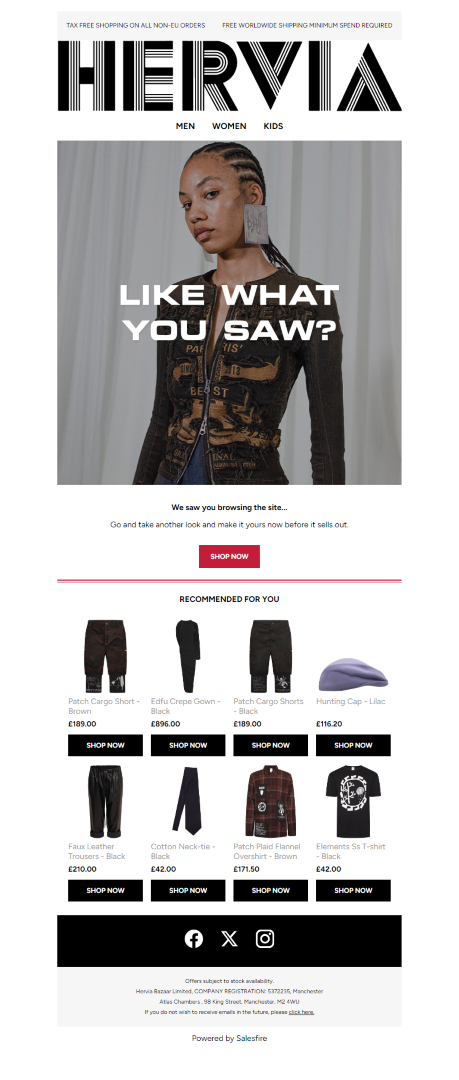 TAX FREE SHOPPING ON ALL NON-EU ORDERS FREE WORLDWIDE SHIPPING MINIMUM SPEND REQUIRED
HERVIA
MEN WOMEN KIDS
LIKE WHAT
YOU SAW?
PARIS'
BEST
INAL
We saw you browsing the site...
Go and take another look and make it yours now before it sells out.
SHOP NOW
RECOMMENDED FOR YOU
Patch Cargo Short - Brown
£189.00
SHOP NOW
Edfu Crepe Gown - Black
£896.00
SHOP NOW
Patch Cargo Shorts - Black
£189.00
SHOP NOW
Hunting Cap - Lilac
£116.20
SHOP NOW
Faux Leather Trousers - Black
£210.00
SHOP NOW
Cotton Neck-tie - Black
£42.00
SHOP NOW
Patch Plaid Flannel Overshirt - Brown
£171.50
SHOP NOW
Elements Ss T-shirt - Black
£42.00
SHOP NOW
Offers subject to stock availability.
Hervia Bazaar Limited, COMPANY REGISTRATION: 5372235, Manchester
Atlas Chambers , 98 King Street, Manchester, M2 4WU
If you do not wish to receive emails in the future, please click here.
Powered by Salesfire